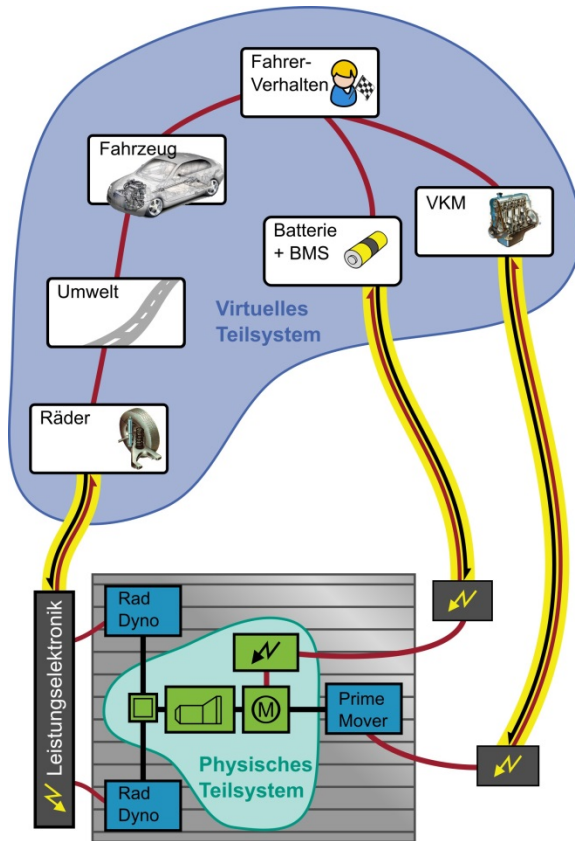 Fahrer-
Verhalten
Fahrzeug
VKM
Batterie
+ BMS
Umwelt
Virtuelles
Teilsystem
Räder
Leistungselektronik
Rad
Dyno
M
Prime
Mover
Physisches
Teilsystem
Rad
Dyno